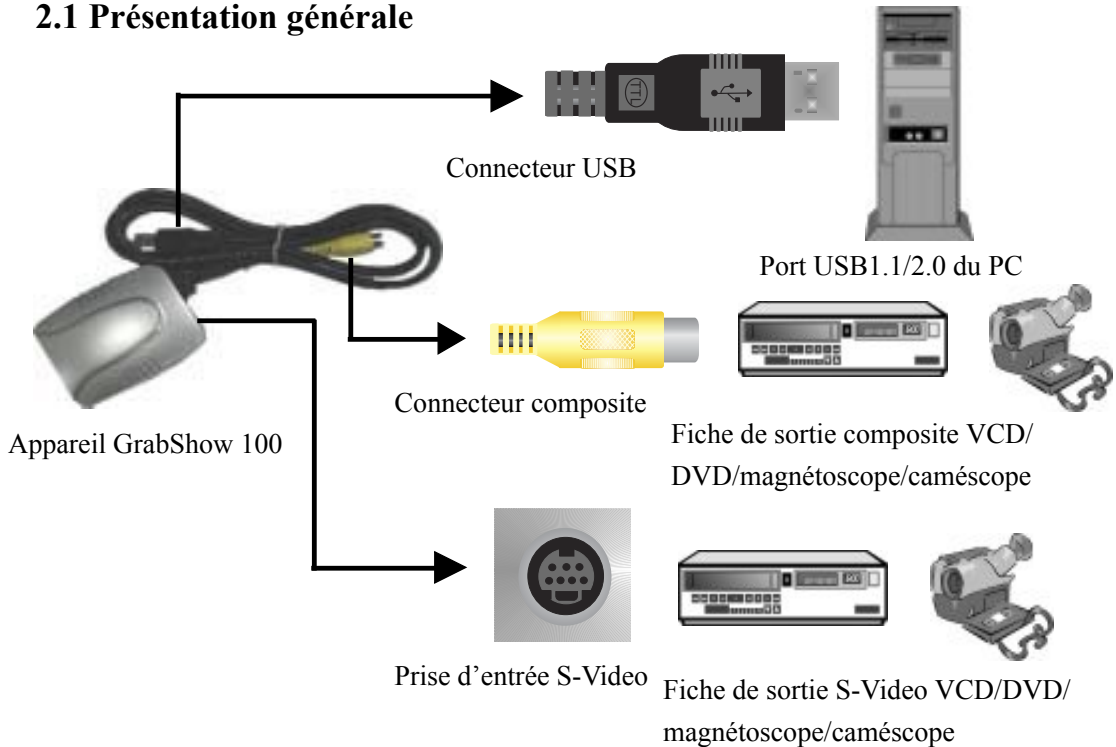 2.1 Présentation générale
Connecteur USB
Port USB1.1/2.0 du PC
Connecteur composite
Appareil GrabShow 100
Fiche de sortie composite VCD/
DVD/magnétoscope/caméscope
Prise d’entrée S-Video
Fiche de sortie S-Video VCD/DVD/
magnétoscope/caméscope